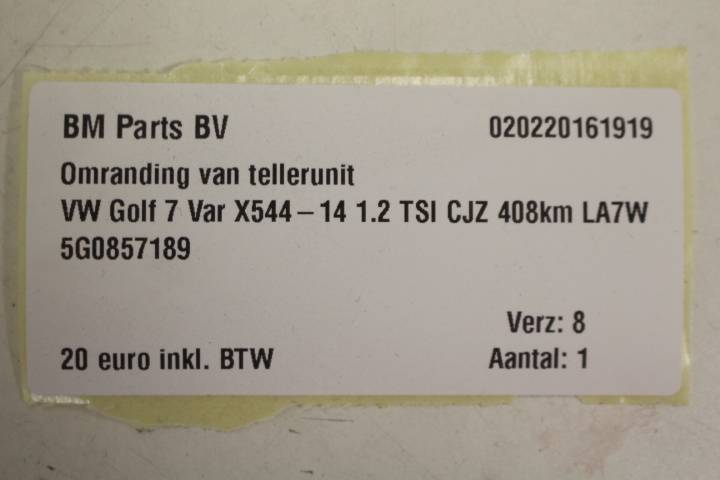 BM Parts BV 020220161919
Omranding van tellerunit
VW Golf 7 Var X544–14 1.2 TSI CJZ 408km LA7W
5G0857189
Verz: 8
20 euro inkl. BTW Aantal: 1